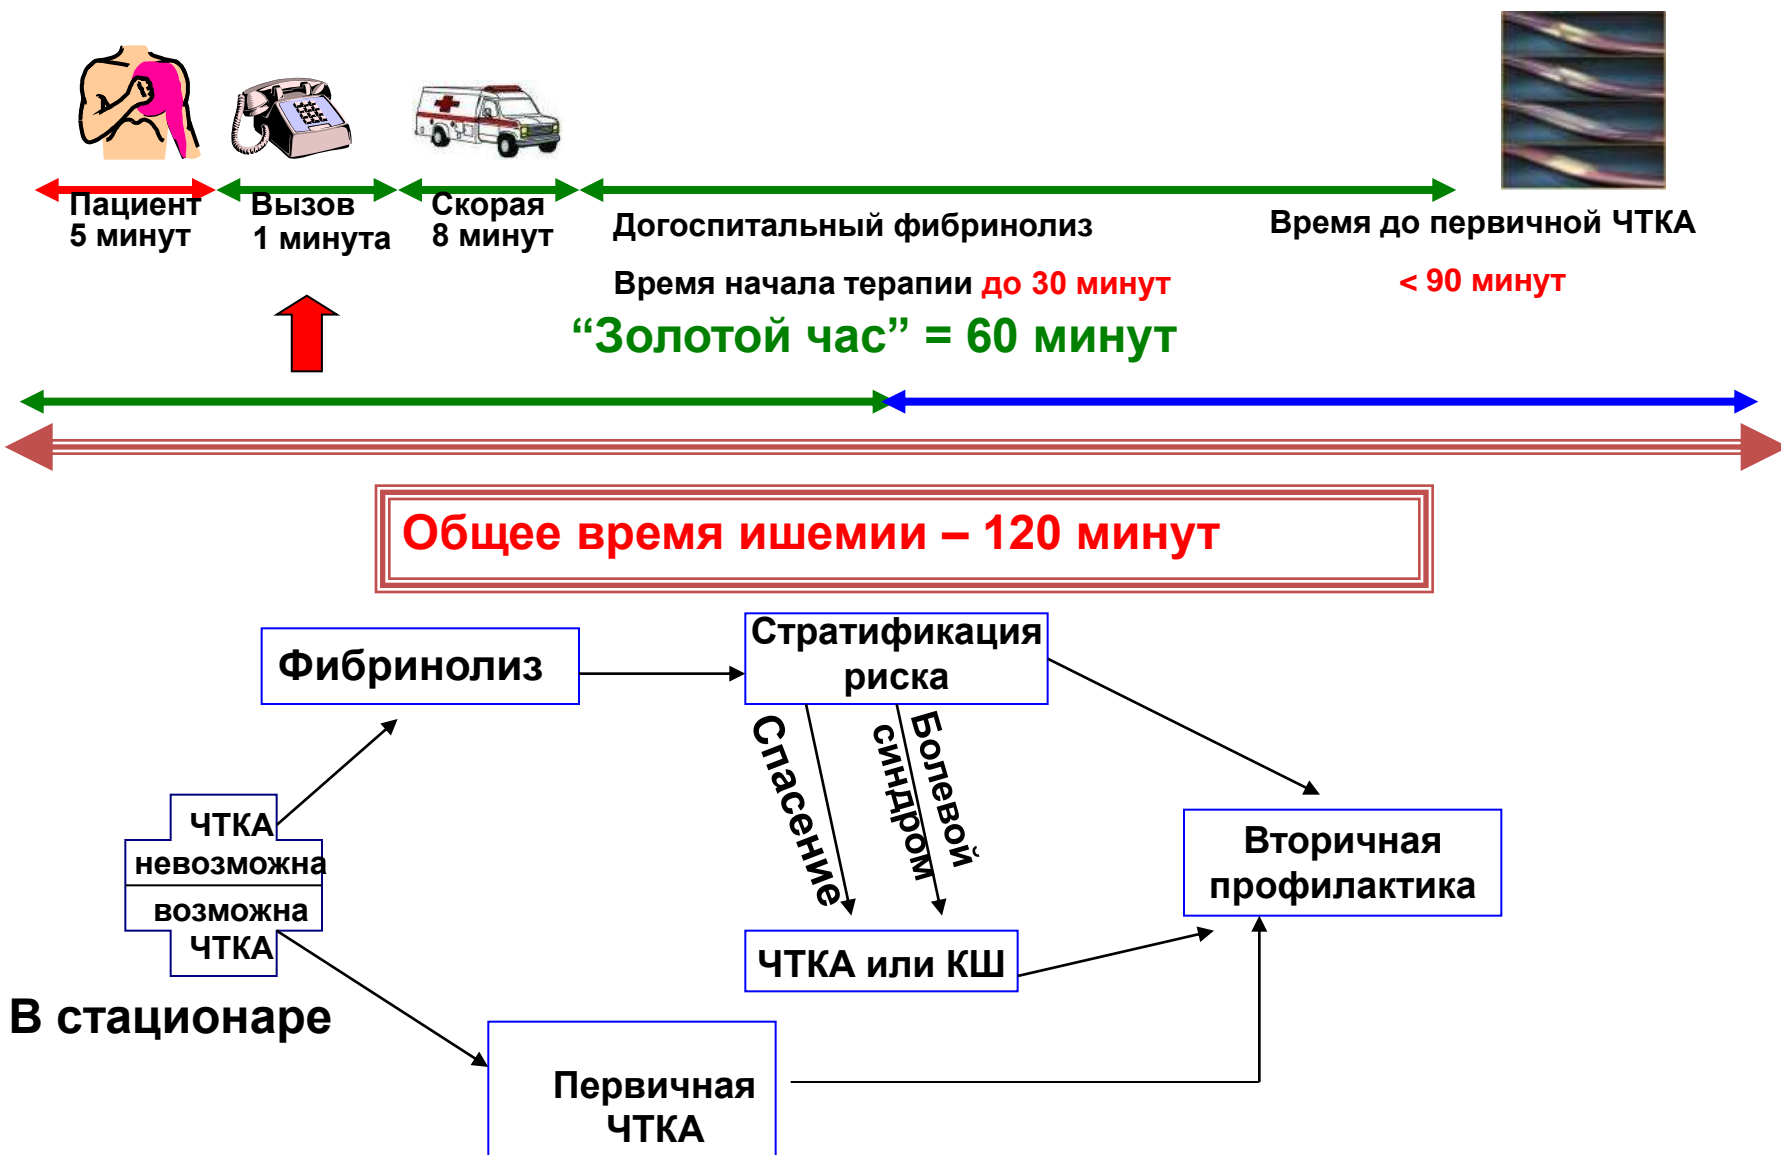 Пациент
5 минут
Вызов
1 минута
Скорая
8 минут
Догоспитальный фибринолиз
Время до первичной ЧТКА
Время начала терапии до 30 минут
< 90 минут
“Золотой час” = 60 минут
Общее время ишемии – 120 минут
Фибринолиз
Стратификация
риска
Спасение
Болевой
синдром
ЧТКА
невозможна
возможна
ЧТКА
Вторичная
профилактика
ЧТКА или КШ
В стационаре
Первичная
ЧТКА